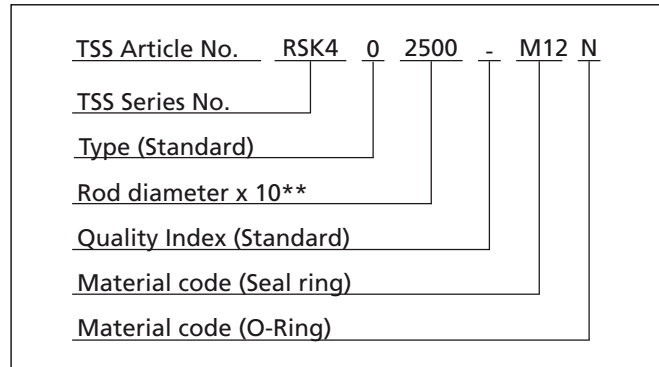 TSS Article No. RSK4 0 2500 - M12 N
TSS Series No.
Type (Standard)
Rod diameter x 10**
Quality Index (Standard)
Material code (Seal ring)
Material code (O-Ring)